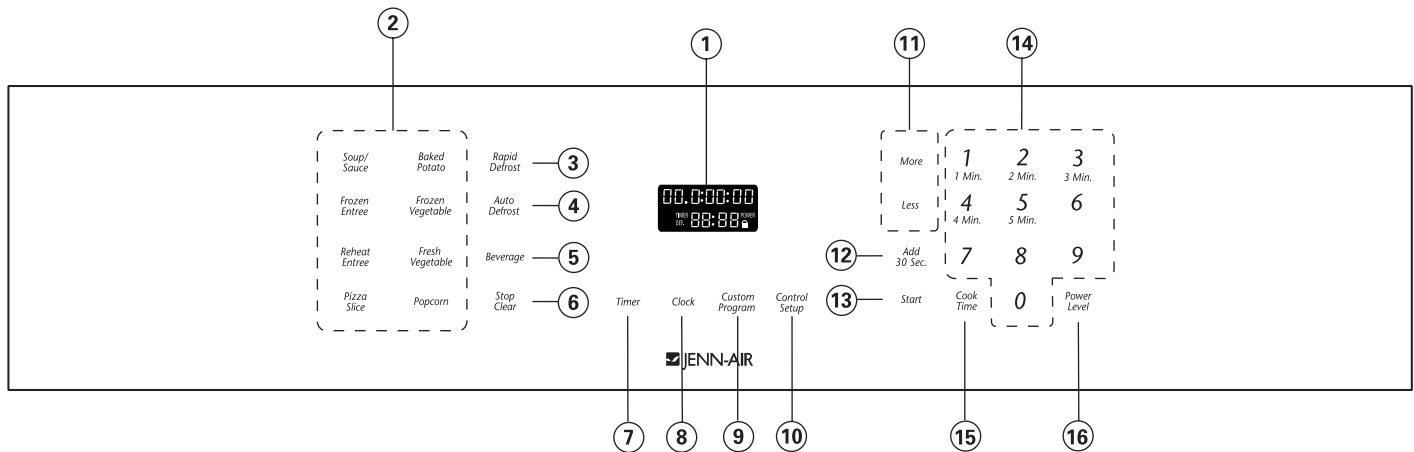 2
1
11
14
Soup/
Sauce
Baked
Potato
Rapid
Defrost
3
Frozen
Entree
Frozen
Vegetable
Auto
Defrost
4
Reheat
Entree
Fresh
Vegetable
Beverage
5
Pizza
Slice
Popcorn
Stop
Clear
6
00.0:00:00
TIMER
DEF.
88:88
POWER
Timer
Clock
Custom
Program
Control
Setup
JENN-AIR
More
Less
12
Add
30 Sec.
13
Start
1
1 Min.
2
2 Min.
3
3 Min.
4
4 Min.
5
5 Min.
6
7
8
9
Cook
Time
0
Power
Level
7
8
9
10
15
16